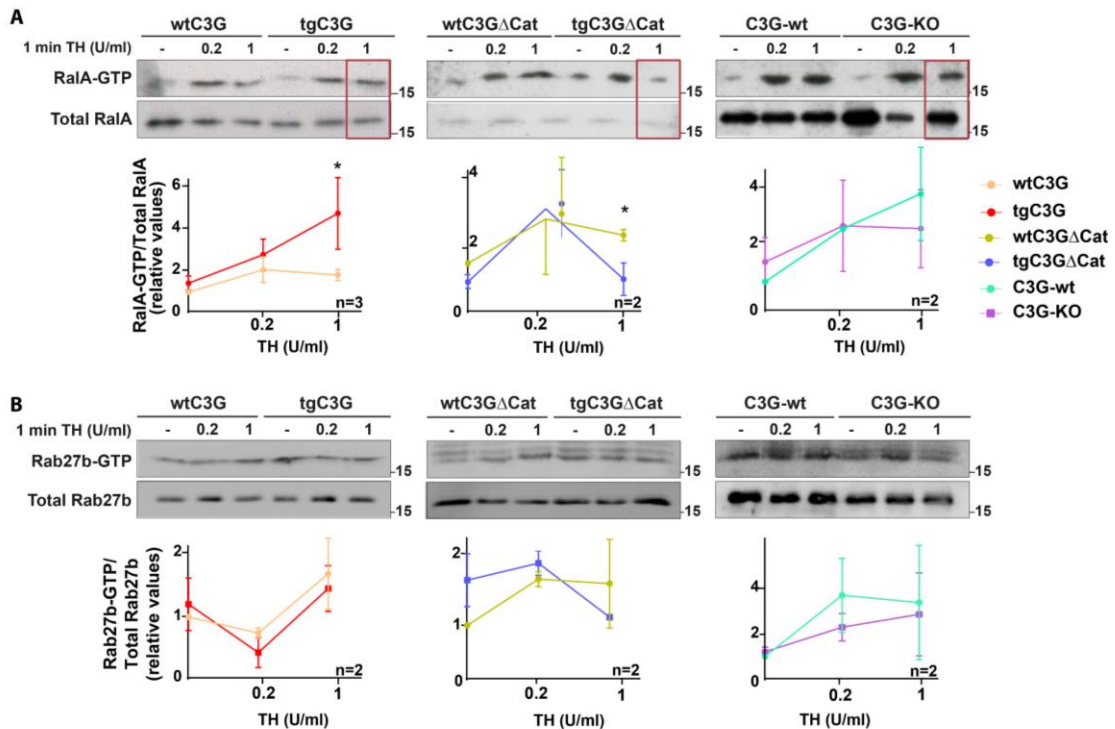 A
wtC3G tgC3G wtC3GΔCat tgC3GΔCat C3G-wt C3G-KO
1 min TH (U/ml) - 0.2 1 - 0.2 1 - 0.2 1 - 0.2 1 - 0.2 1 - 0.2 1
RalA-GTP -15 -15 -15
Total RalA -15 -15 -15
RalA-GTP/Total RalA
(relative values)
6
4
2
0
*
n=3
0.2 1
TH (U/ml)
4
2
0
*
n=2
0.2 1
TH (U/ml)
4
2
0
n=2
0.2 1
TH (U/ml)
wtC3G
tgC3G
wtC3GΔCat
tgC3GΔCat
C3G-wt
C3G-KO
B
wtC3G tgC3G wtC3GΔCat tgC3GΔCat C3G-wt C3G-KO
1 min TH (U/ml) - 0.2 1 - 0.2 1 - 0.2 1 - 0.2 1 - 0.2 1 - 0.2 1
Rab27b-GTP -15 -15 -15
Total Rab27b -15 -15 -15
Rab27b-GTP/
Total Rab27b
(relative values)
2
1
0
n=2
0.2 1
TH (U/ml)
2
1
0
n=2
0.2 1
TH (U/ml)
4
2
0
n=2
0.2 1
TH (U/ml)